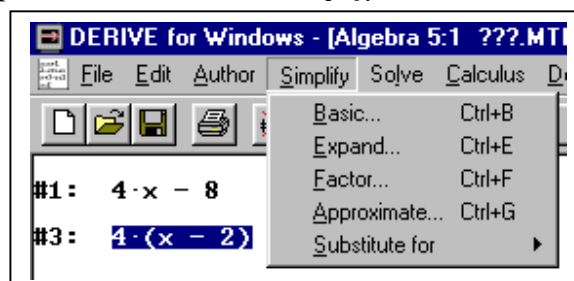 DERIVE for Windows - [Algebra 5:1 ???.MT
File Edit Author Simplify Solve Calculus
Basic... Ctrl+B
Expand... Ctrl+E
#1: 4·x - 8
Factor... Ctrl+F
Approximate... Ctrl+G
#3: 4·(x - 2)
Substitute for